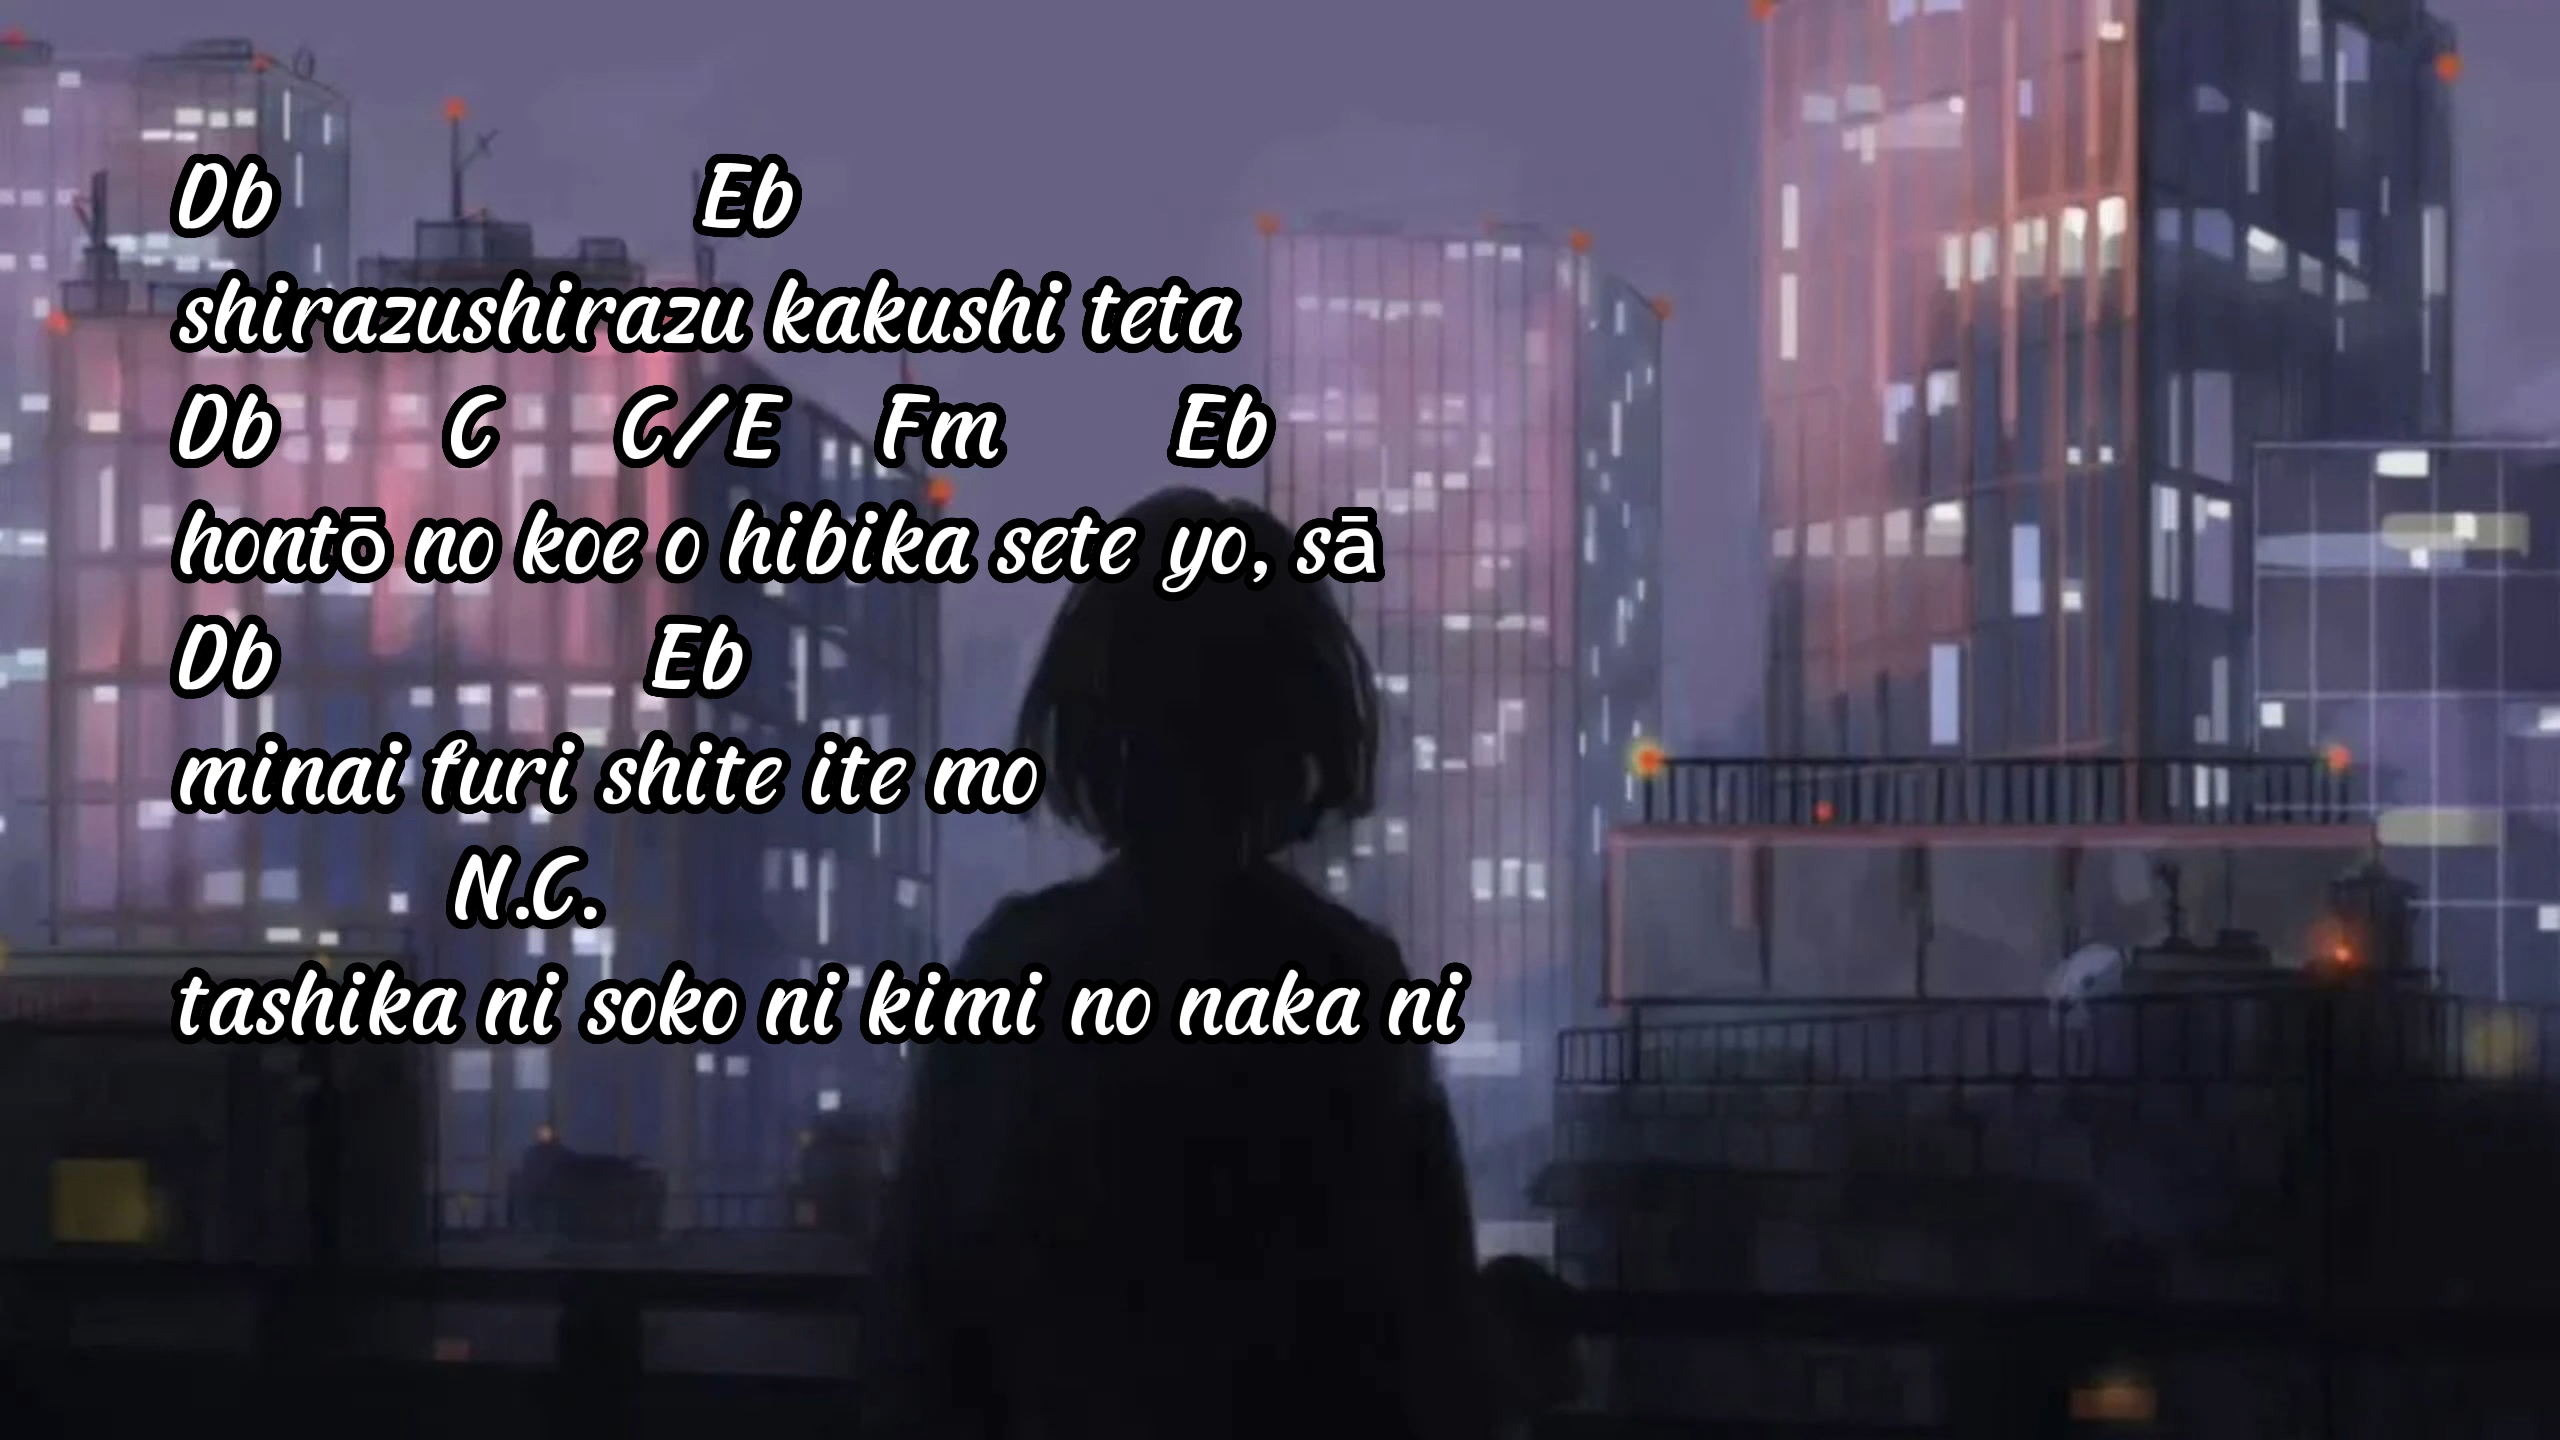 Db Eb
shirazushirazu kakushi teta
Db C C/E Fm Eb
hontō no koe o hibika sete yo, sā
Db Eb
minai furi shite ite mo
N.C.
tashika ni soko ni kimi no naka ni